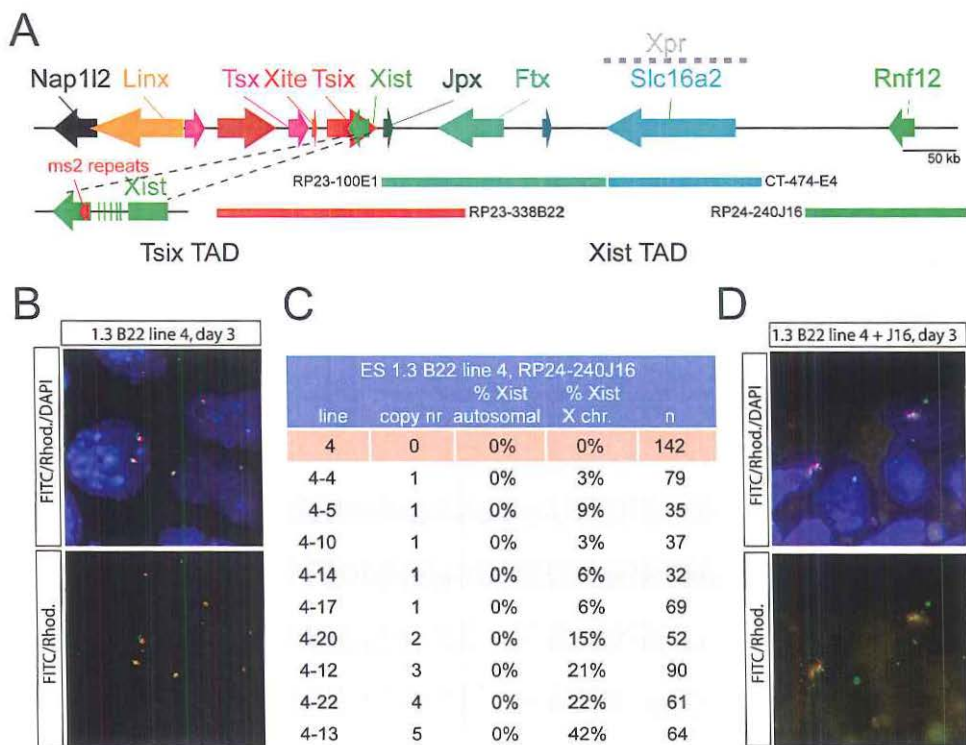 A
Xpr
Nap1l2 Linx Tsx Xite Tsix Xist Jpx Ftx Slc16a2 Rnf12
50 kb
ms2 repeats
Xist
RP23-100E1 CT-474-E4
RP23-338B22 RP24-240J16
Tsix TAD Xist TAD
B
1.3 B22 line 4, day 3
FITC/Rhod./DAPI
FITC/Rhod.
C
ES 1.3 B22 line 4, RP24-240J16
% Xist % Xist
line copy nr autosomal X chr. n
4 0 0% 0% 142
4-4 1 0% 3% 79
4-5 1 0% 9% 35
4-10 1 0% 3% 37
4-14 1 0% 6% 32
4-17 1 0% 6% 69
4-20 2 0% 15% 52
4-12 3 0% 21% 90
4-22 4 0% 22% 61
4-13 5 0% 42% 64
D
1.3 B22 line 4 + J16, day 3
FITC/Rhod./DAPI
FITC/Rhod.